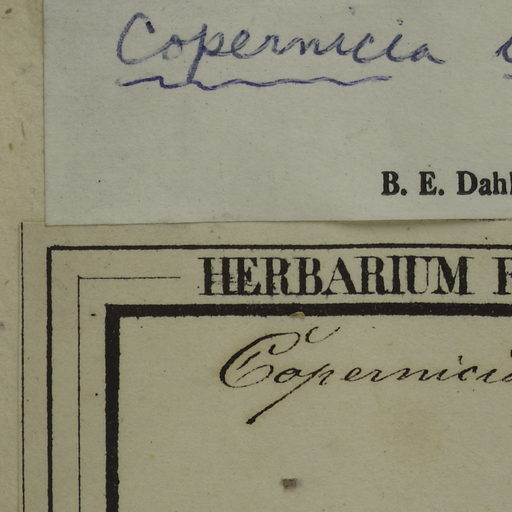 Copernicia
B. E. Dahl
HERBARIUM
Copernicia